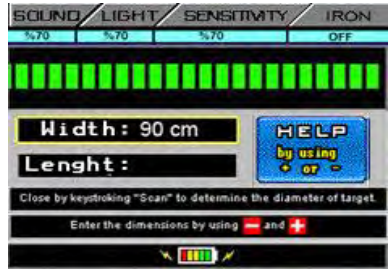 SOUND LIGHT SENSITIVITY IRON
%70 %70 %70 OFF
Width: 90 cm
HELP
by using
+ or -
Lenght:
Close by keystroking "Scan" to determine the diameter of target.
Enter the dimensions by using - and +